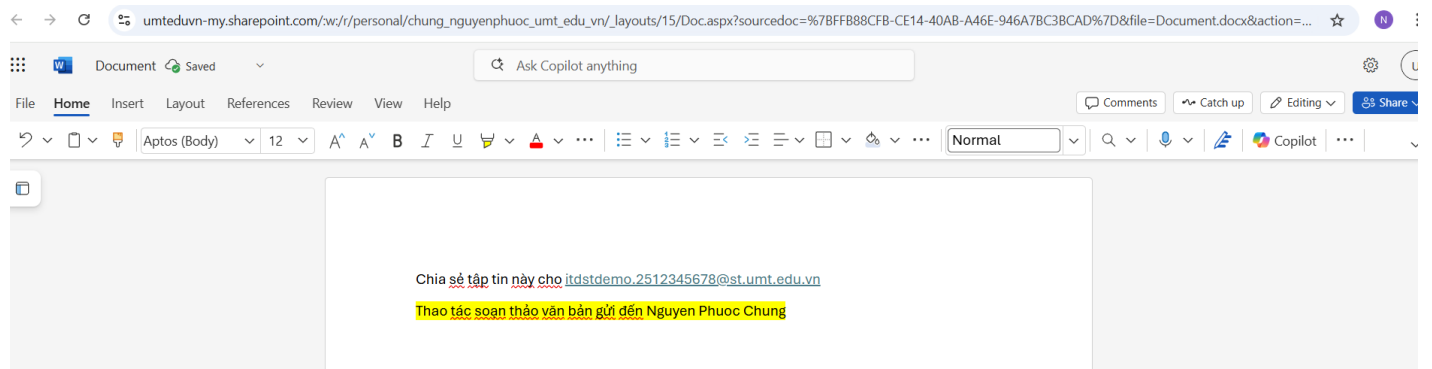 umteduvn-my.sharepoint.com/:w:/r/personal/chung_nguyenphuoc_umt_edu_vn/_layouts/15/Doc.aspx?sourcedoc=%7BFFB88CFB-CE14-40AB-A46E-946A7BC3BCAD%7D&file=Document.docx&action=... N
Document Saved Ask Copilot anything
File Home Insert Layout References Review View Help Comments Catch up Editing Share
Aptos (Body) 12 A A B I U A Normal Copilot
Chia sẻ tập tin này cho itdstdemo.2512345678@st.umt.edu.vn
Thao tác soạn thảo văn bản gửi đến Nguyen Phuoc Chung